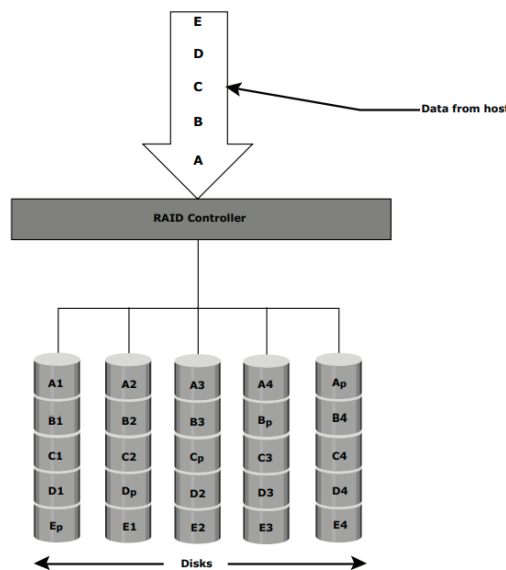 E
D
C
B
A
Data from host
RAID Controller
A1 A2 A3 A4 Ap
B1 B2 B3 Bp B4
C1 C2 Cp C3 C4
D1 Dp D2 D3 D4
Ep E1 E2 E3 E4
Disks